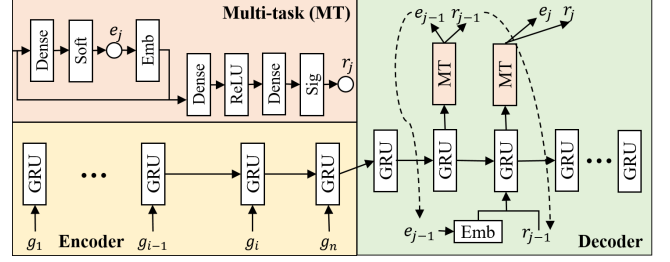 Multi-task (MT)
Dense
Soft
e_j
Emb
Dense
ReLU
Dense
Sig
r_j
GRU
...
GRU
GRU
GRU
g_1
Encoder
g_{i-1}
g_i
g_n
e_{j-1} r_{j-1}
e_j r_j
MT
MT
GRU
GRU
GRU
GRU
...
GRU
e_{j-1}
Emb
r_{j-1}
Decoder